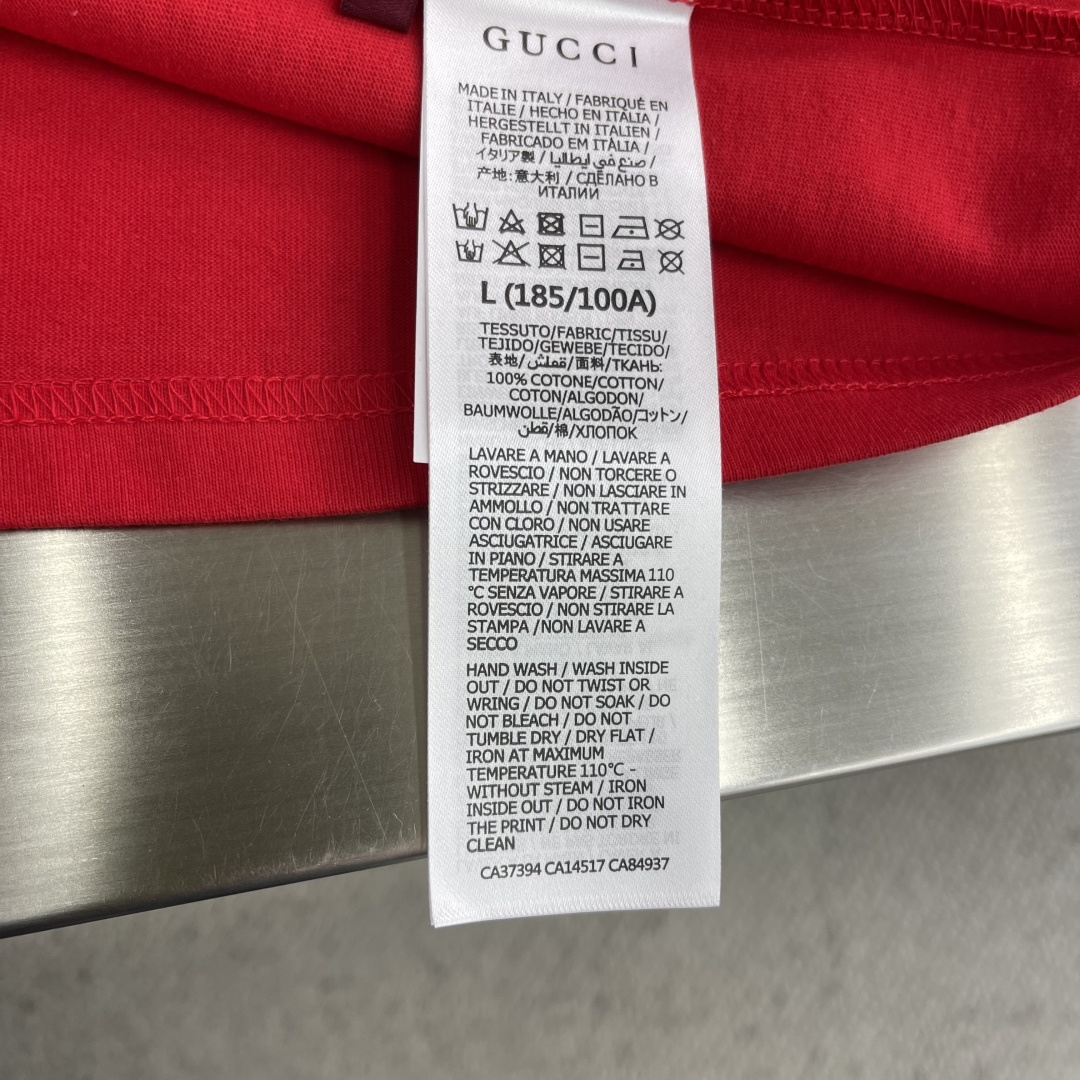 GUCCI
MADE IN ITALY / FABRIQUÉ EN
ITALIE / HECHO EN ITÀLIA /
HERGESTELLT IN ITALIEN /
FABRICADO EM ITÀLIA /
イタリア製 / صنع في ايطاليا /
产地:意大利 / СДЕЛАНО В
ИТАЛИИ
L (185/100A)
TESSUTO/FABRIC/TISSU/
TEJIDO/GEWEBE/TECIDO/
表地/قملش/面料/ТКАНЬ:
100% COTONE/COTTON/
COTON/ALGODON/
BAUMWOLLE/ALGODÃO/コットン/
قطن/棉/ХЛОПОК
LAVARE A MANO / LAVARE A
ROVESCIO / NON TORCERE O
STRIZZARE / NON LASCIARE IN
AMMOLLO / NON TRATTARE
CON CLORO / NON USARE
ASCIUGATRICE / ASCIUGARE
IN PIANO / STIRARE A
TEMPERATURA MASSIMA 110
°C SENZA VAPORE / STIRARE A
ROVESCIO / NON STIRARE LA
STAMPA /NON LAVARE A
SECCO
HAND WASH / WASH INSIDE
OUT / DO NOT TWIST OR
WRING / DO NOT SOAK / DO
NOT BLEACH / DO NOT
TUMBLE DRY / DRY FLAT /
IRON AT MAXIMUM
TEMPERATURE 110°C -
WITHOUT STEAM / IRON
INSIDE OUT / DO NOT IRON
THE PRINT / DO NOT DRY
CLEAN
CA37394 CA14517 CA84937